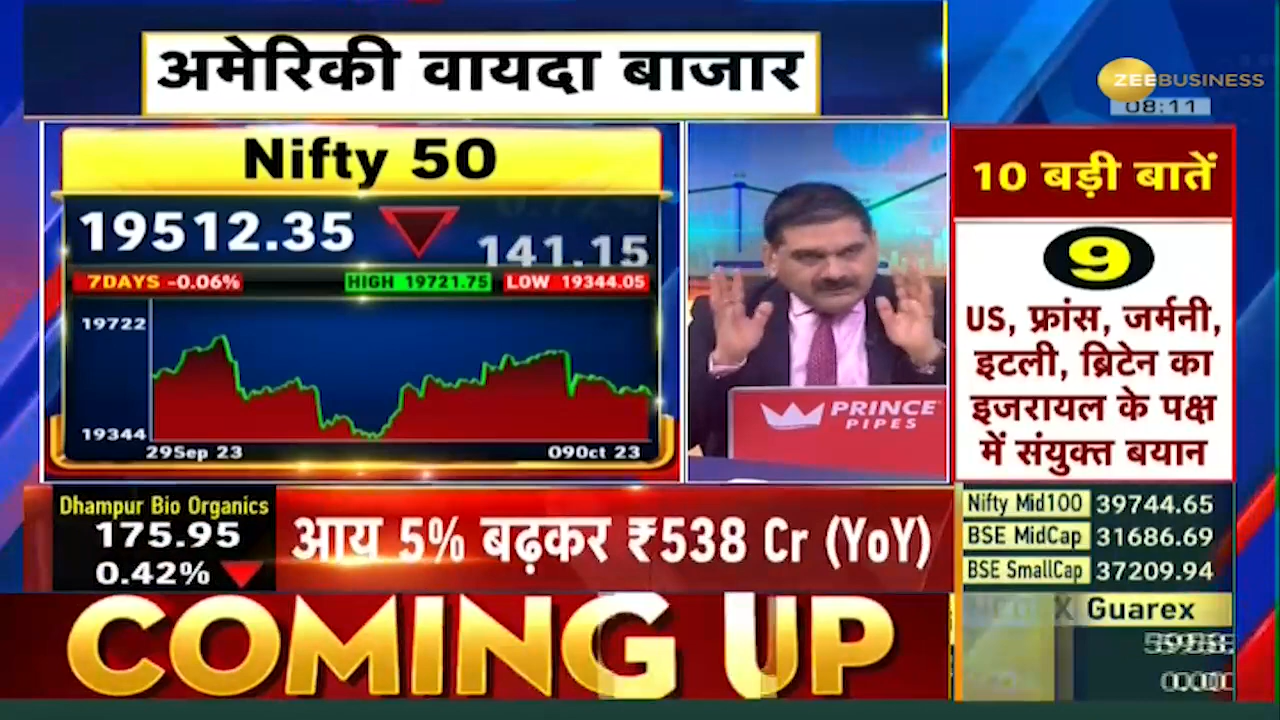 अमेरिकी वायदा बाजार
ZEEBUSINESS
08:11
Nifty 50
19512.35
141.15
7DAYS -0.06%
HIGH 19721.75
LOW 19344.05
19722
19344
29Sep 23
09Oct 23
PRINCE
PIPES
10 बड़ी बातें
9
US, फ्रांस, जर्मनी,
इटली, ब्रिटेन का
इजरायल के पक्ष
में संयुक्त बयान
Dhampur Bio Organics
175.95
0.42%
आय 5% बढ़कर ₹538 Cr (YoY)
Nifty Mid100 39744.65
BSE MidCap 31686.69
BSE SmallCap 37209.94
Guarex
COMING UP